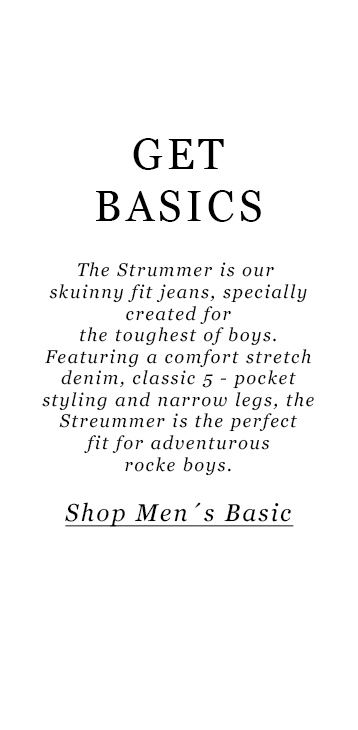 GET
BASICS
The Strummer is our
skuinny fit jeans, specially
created for
the toughest of boys.
Featuring a comfort stretch
denim, classic 5 - pocket
styling and narrow legs, the
Streummer is the perfect
fit for adventurous
rocke boys.
Shop Men´s Basic